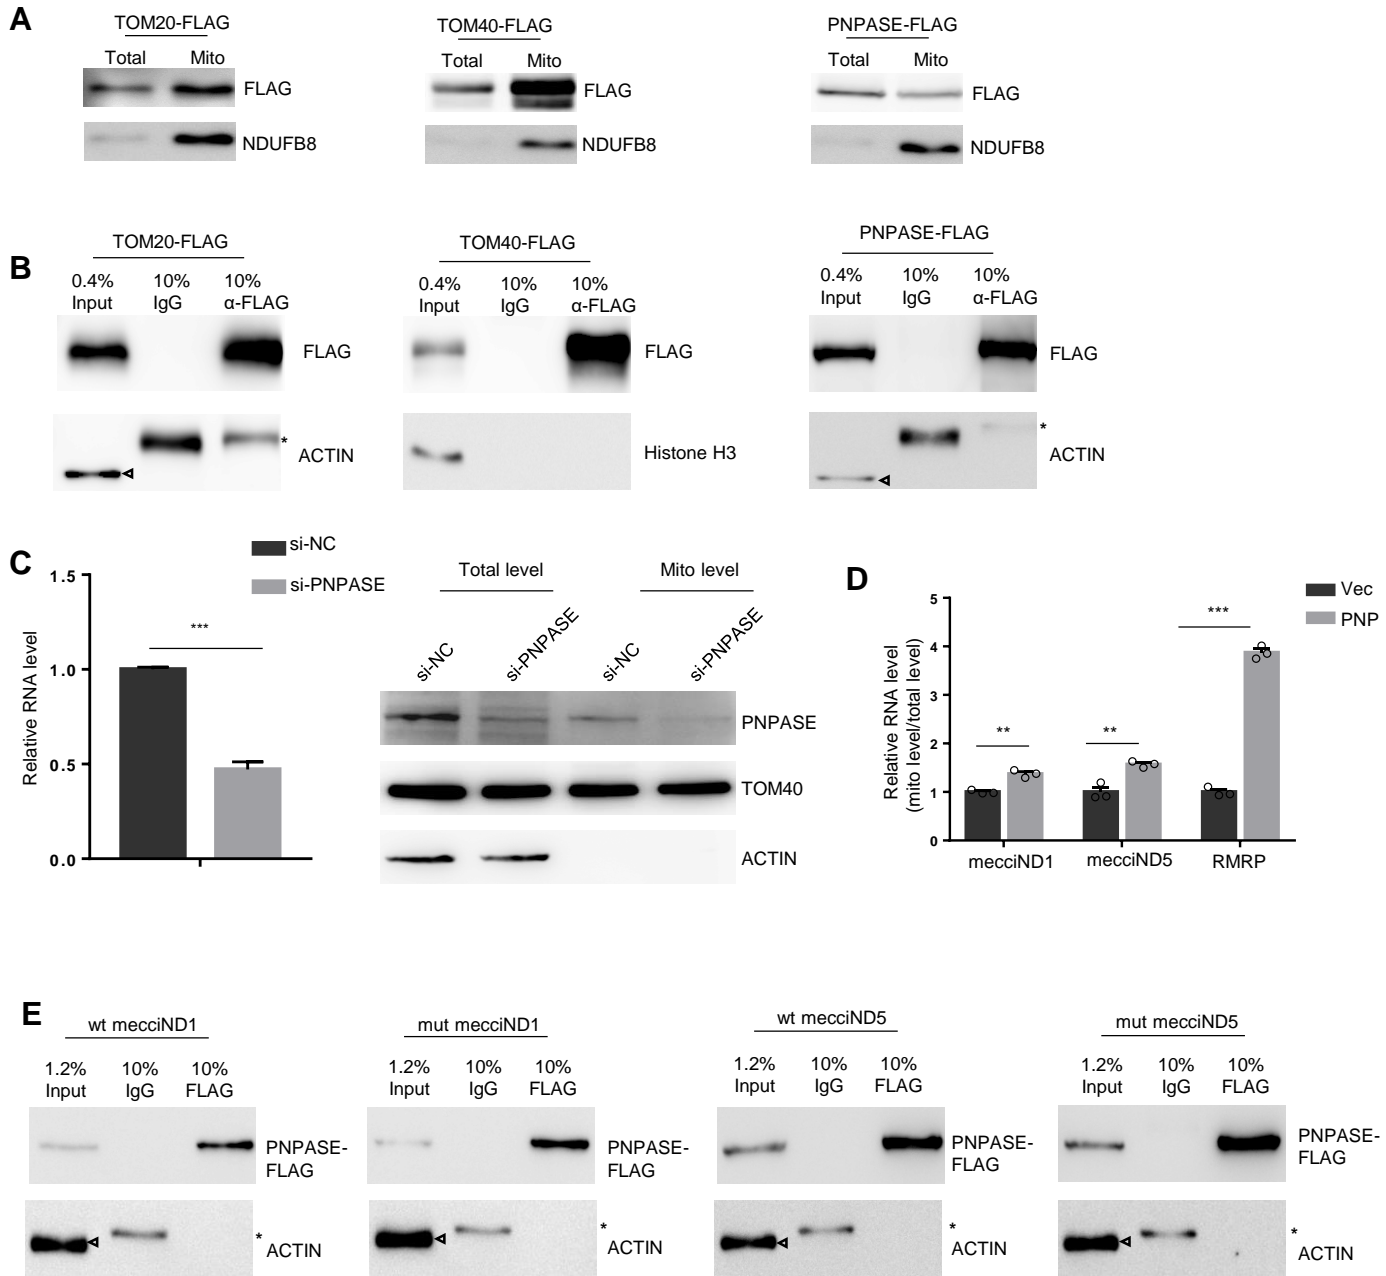 A
TOM20-FLAG
Total Mito
FLAG
NDUFB8
TOM40-FLAG
Total Mito
FLAG
NDUFB8
PNPASE-FLAG
Total Mito
FLAG
NDUFB8
B
TOM20-FLAG
0.4% 10% 10%
Input IgG α-FLAG
FLAG
*
ACTIN
TOM40-FLAG
0.4% 10% 10%
Input IgG α-FLAG
FLAG
Histone H3
PNPASE-FLAG
0.4% 10% 10%
Input IgG α-FLAG
FLAG
*
ACTIN
C
si-NC
si-PNPASE
Relative RNA level
1.5
1.0
0.5
0.0
***
Total level Mito level
si-NC si-PNPASE si-NC si-PNPASE
PNPASE
TOM40
ACTIN
D
Vec
PNP
Relative RNA level
(mito level/total level)
5
4
3
2
1
0
** ** ***
mecciND1 mecciND5 RMRP
E
wt mecciND1
1.2% 10% 10%
Input IgG FLAG
PNPASE-
FLAG
*
ACTIN
mut mecciND1
1.2% 10% 10%
Input IgG FLAG
PNPASE-
FLAG
*
ACTIN
wt mecciND5
1.2% 10% 10%
Input IgG FLAG
PNPASE-
FLAG
*
ACTIN
mut mecciND5
1.2% 10% 10%
Input IgG FLAG
PNPASE-
FLAG
*
ACTIN